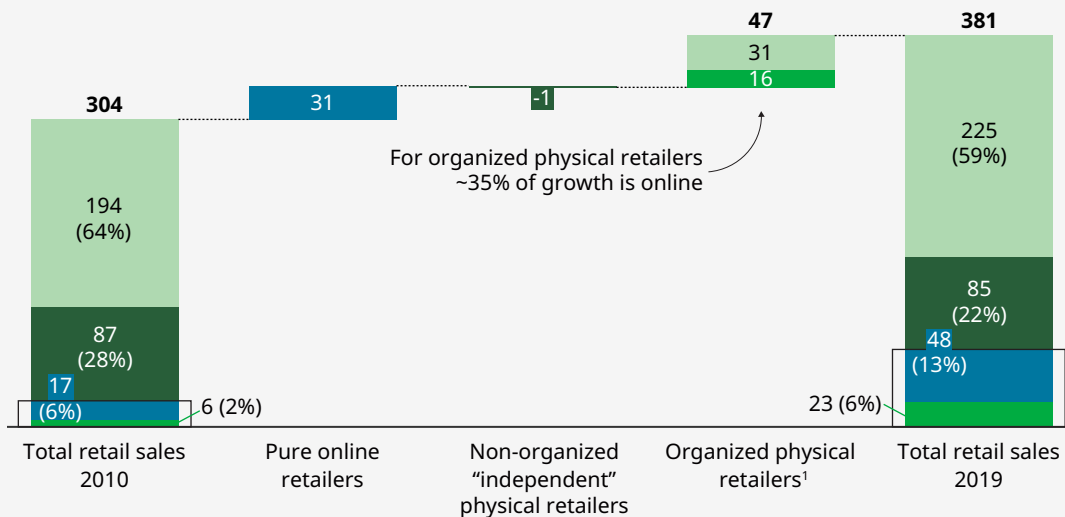 47
381
31
16
304
31
-1
225
(59%)
For organized physical retailers
~35% of growth is online
194
(64%)
85
(22%)
87
(28%)
48
(13%)
17
(6%)
6 (2%)
23 (6%)
Total retail sales
2010
Pure online
retailers
Non-organized
“independent”
physical retailers
Organized physical
retailers¹
Total retail sales
2019